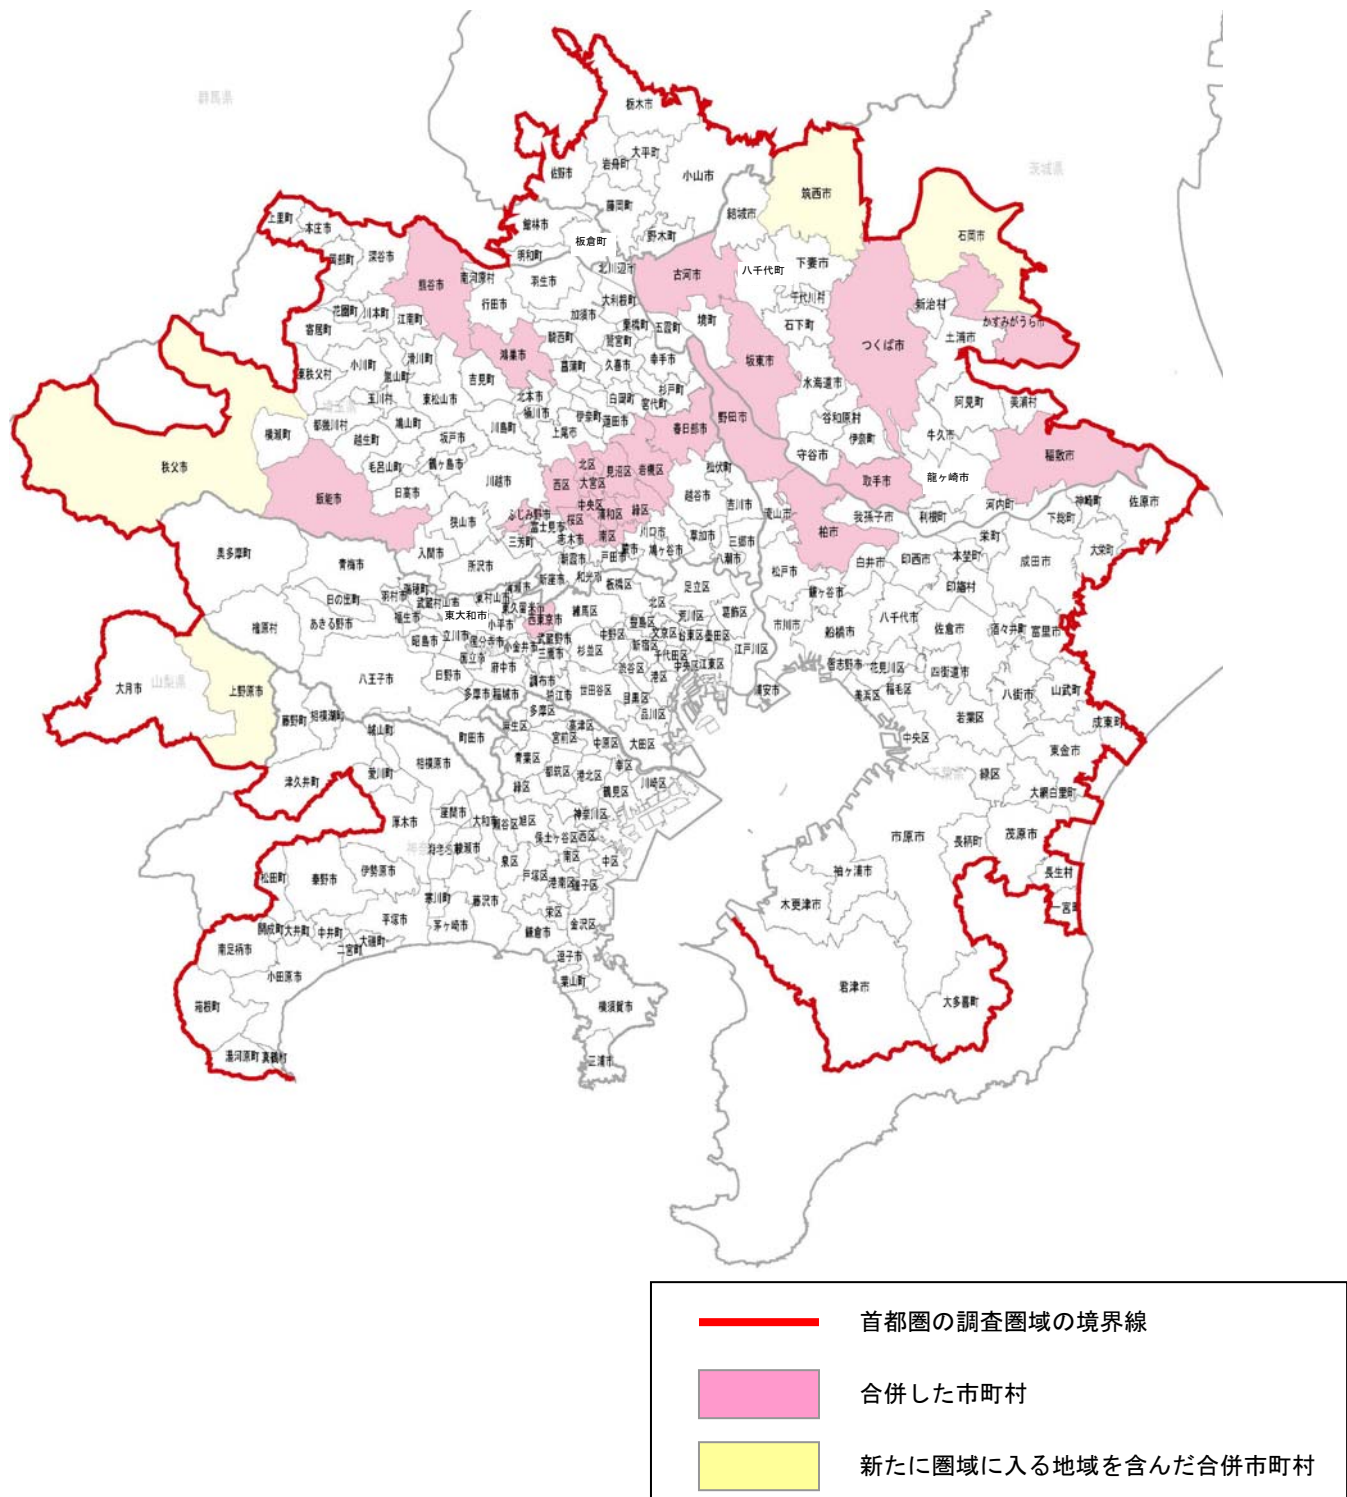 群馬県
栃木市
大平町
岩舟町
佐野市
小山市
茨城県
筑西市
藤岡町
結城市
上里町
本庄市
館林市
野木町
石岡市
板倉町
岡部町
深谷市
明和町
下妻市
北川辺町
八千代町
古河市
熊谷市
南河原村
羽生市
千代川村
大利根町
行田市
新治村
花園町
川本町
江南町
加須市
栗橋町
五霞町
境町
石下町
かすみがうら市
寄居町
騎西町
鷲宮町
土浦市
つくば市
鴻巣市
坂東市
小川町
滑川町
菖蒲町
久喜市
幸手市
東秩父村
嵐山町
吉見町
水海道市
埼玉県
玉川村
東松山市
北本市
白岡町
杉戸町
宮代町
阿見町
美浦村
桶川市
伊奈町
蓮田市
野田市
谷和原村
都幾川村
鳩山町
川島町
春日部市
横瀬町
越生町
坂戸市
上尾市
伊奈町
牛久市
守谷市
稲敷市
秩父市
毛呂山町
鶴ヶ島市
北区
見沼区
岩槻区
松伏町
龍ヶ崎市
取手市
川越市
西区
大宮区
飯能市
日高市
越谷市
吉川市
河内町
神崎町
佐原市
中央区
浦和区
緑区
ふじみ野市
桜区
流山市
我孫子市
利根町
下総町
狭山市
富士見市
南区
川口市
柏市
栄町
三芳町
志木市
蕨市
鳩ヶ谷市
草加市
三郷市
大栄町
奥多摩町
入間市
朝霞市
戸田市
八潮市
白井市
印西市
本埜村
成田市
青梅市
所沢市
新座市
和光市
板橋区
足立区
松戸市
印旛村
瑞穂町
清瀬市
鎌ヶ谷市
日の出町
羽村市
武蔵村山市
東村山市
東久留米市
北区
檜原村
あきる野市
福生市
東大和市
小平市
西東京市
練馬区
豊島区
荒川区
葛飾区
市川市
船橋市
八千代市
佐倉市
酒々井町
富里市
昭島市
立川市
国分寺市
小金井市
武蔵野市
中野区
文京区
台東区
墨田区
新宿区
江戸川区
国立市
三鷹市
杉並区
千代田区
府中市
渋谷区
中央区
江東区
習志野市
花見川区
四街道市
日野市
調布市
港区
大月市
山梨県
上野原市
八王子市
多摩市
稲城市
狛江市
世田谷区
目黒区
浦安市
美浜区
稲毛区
八街市
山武町
藤野町
相模湖町
多摩区
品川区
若葉区
成東町
城山町
町田市
麻生区
高津区
中央区
宮前区
中原区
大田区
東金市
青葉区
津久井町
愛川町
相模原市
都筑区
港北区
幸区
千葉県
緑区
川崎区
緑区
鶴見区
大網白里町
厚木市
座間市
大和市
瀬谷区
旭区
神奈川区
市原市
長柄町
茂原市
保土ヶ谷区
西区
海老名市
綾瀬市
泉区
南区
中区
松田町
秦野市
伊勢原市
戸塚区
港南区
磯子区
袖ヶ浦市
長生村
寒川町
藤沢市
栄区
木更津市
一宮町
平塚市
茅ヶ崎市
鎌倉市
金沢区
開成町
大井町
中井町
大磯町
二宮町
南足柄市
小田原市
逗子市
葉山町
君津市
箱根町
横須賀市
大多喜町
湯河原町
真鶴町
三浦市
首都圏の調査圏域の境界線
合併した市町村
新たに圏域に入る地域を含んだ合併市町村